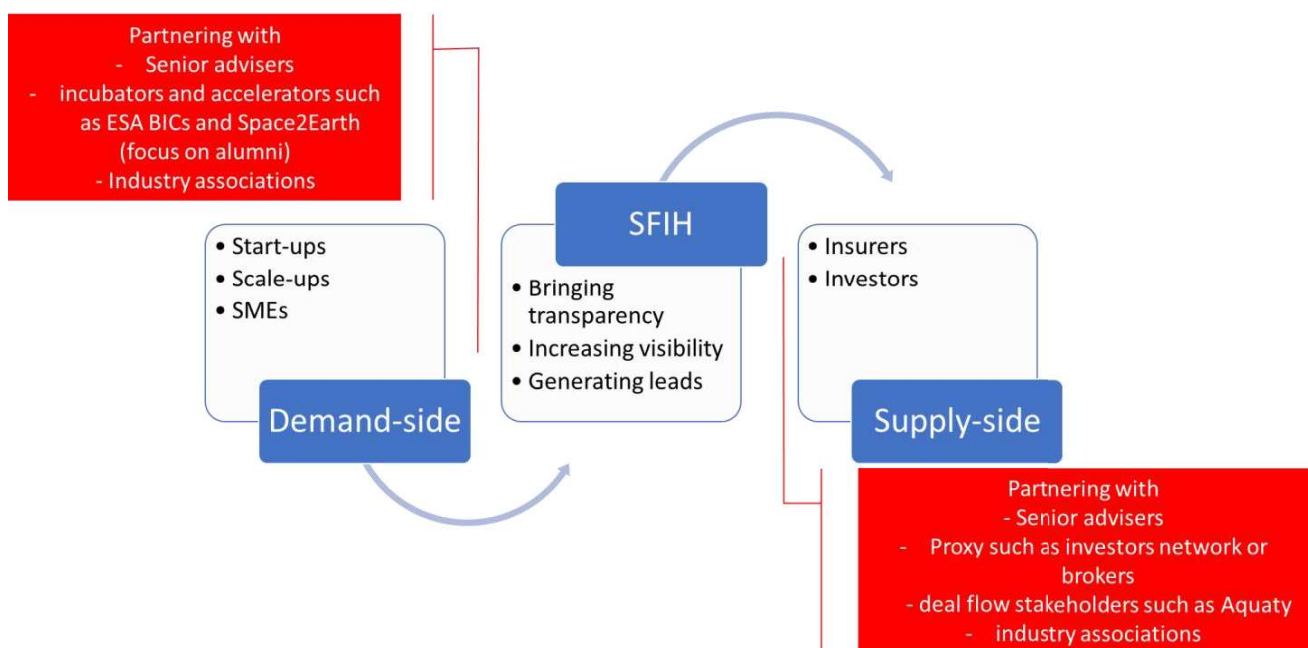 Partnering with
- Senior advisers
- incubators and accelerators such
as ESA BICs and Space2Earth
(focus on alumni)
- Industry associations
• Start-ups
• Scale-ups
• SMEs
Demand-side
SFIH
• Bringing
transparency
• Increasing visibility
• Generating leads
• Insurers
• Investors
Supply-side
Partnering with
- Senior advisers
- Proxy such as investors network or
brokers
- deal flow stakeholders such as Aquaty
- industry associations